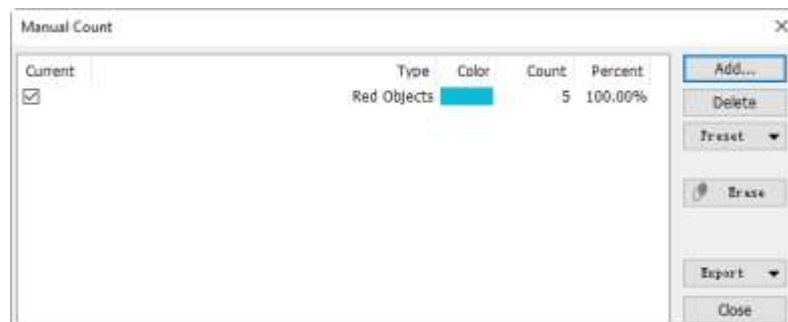 Manual Count
Current Type Color Count Percent
Red Objects 5 100.00%
Add...
Delete
Preset
Erase
Export
Close